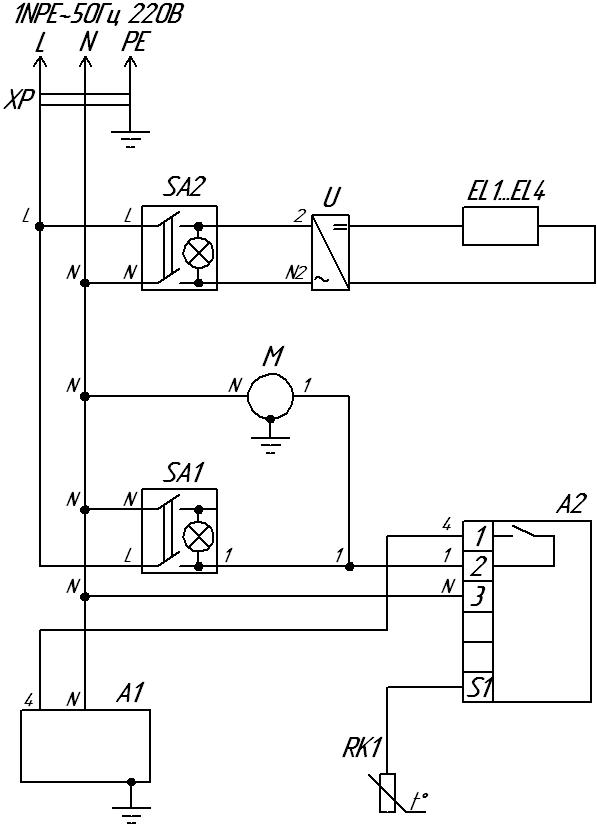 1NPE~50Гц 220В
L N PE
XP
SA2 U EL1...EL4
L L 2
N N N2
M
N N 1
SA1
N N
A2
4 1
L 1 1 1 2
N N 3
4 N A1
S1
RK1
t°